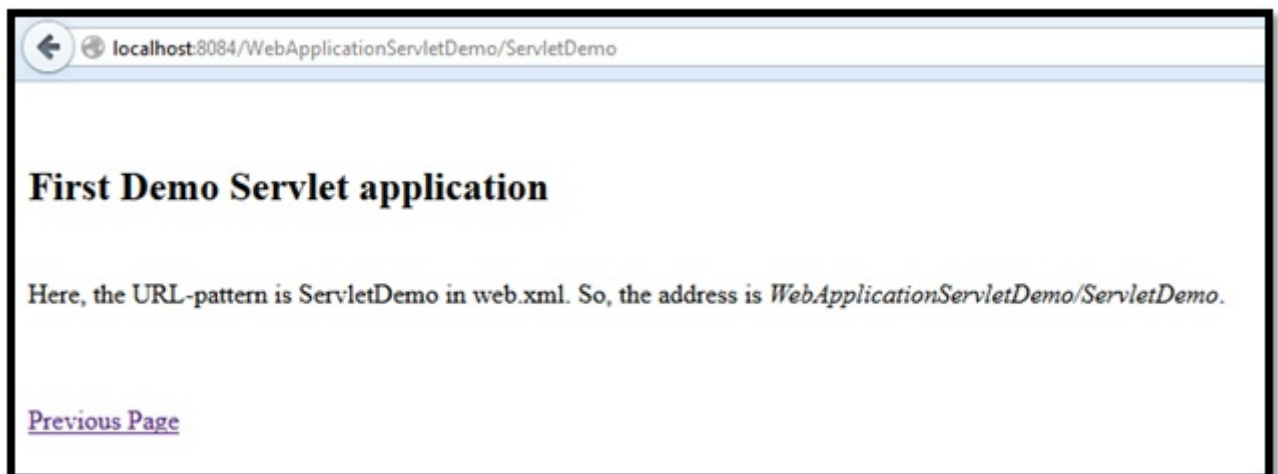 localhost:8084/WebApplicationServletDemo/ServletDemo
First Demo Servlet application
Here, the URL-pattern is ServletDemo in web.xml. So, the address is WebApplicationServletDemo/ServletDemo.
Previous Page